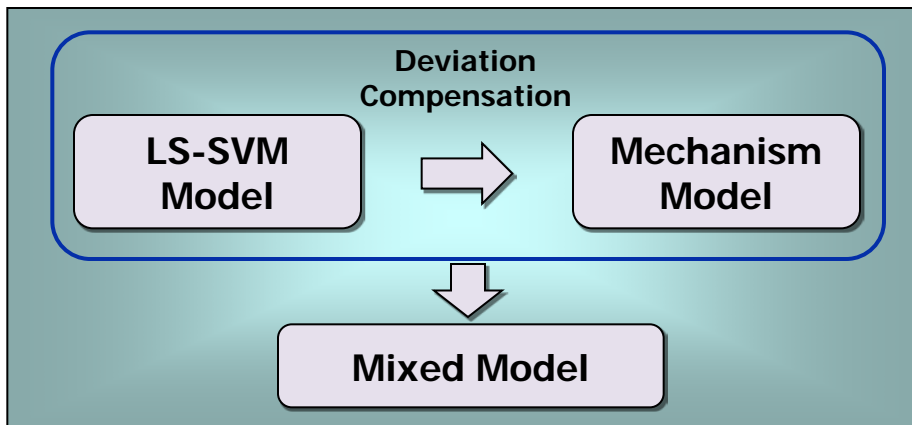 Deviation
Compensation
LS-SVM
Model
Mechanism
Model
Mixed Model